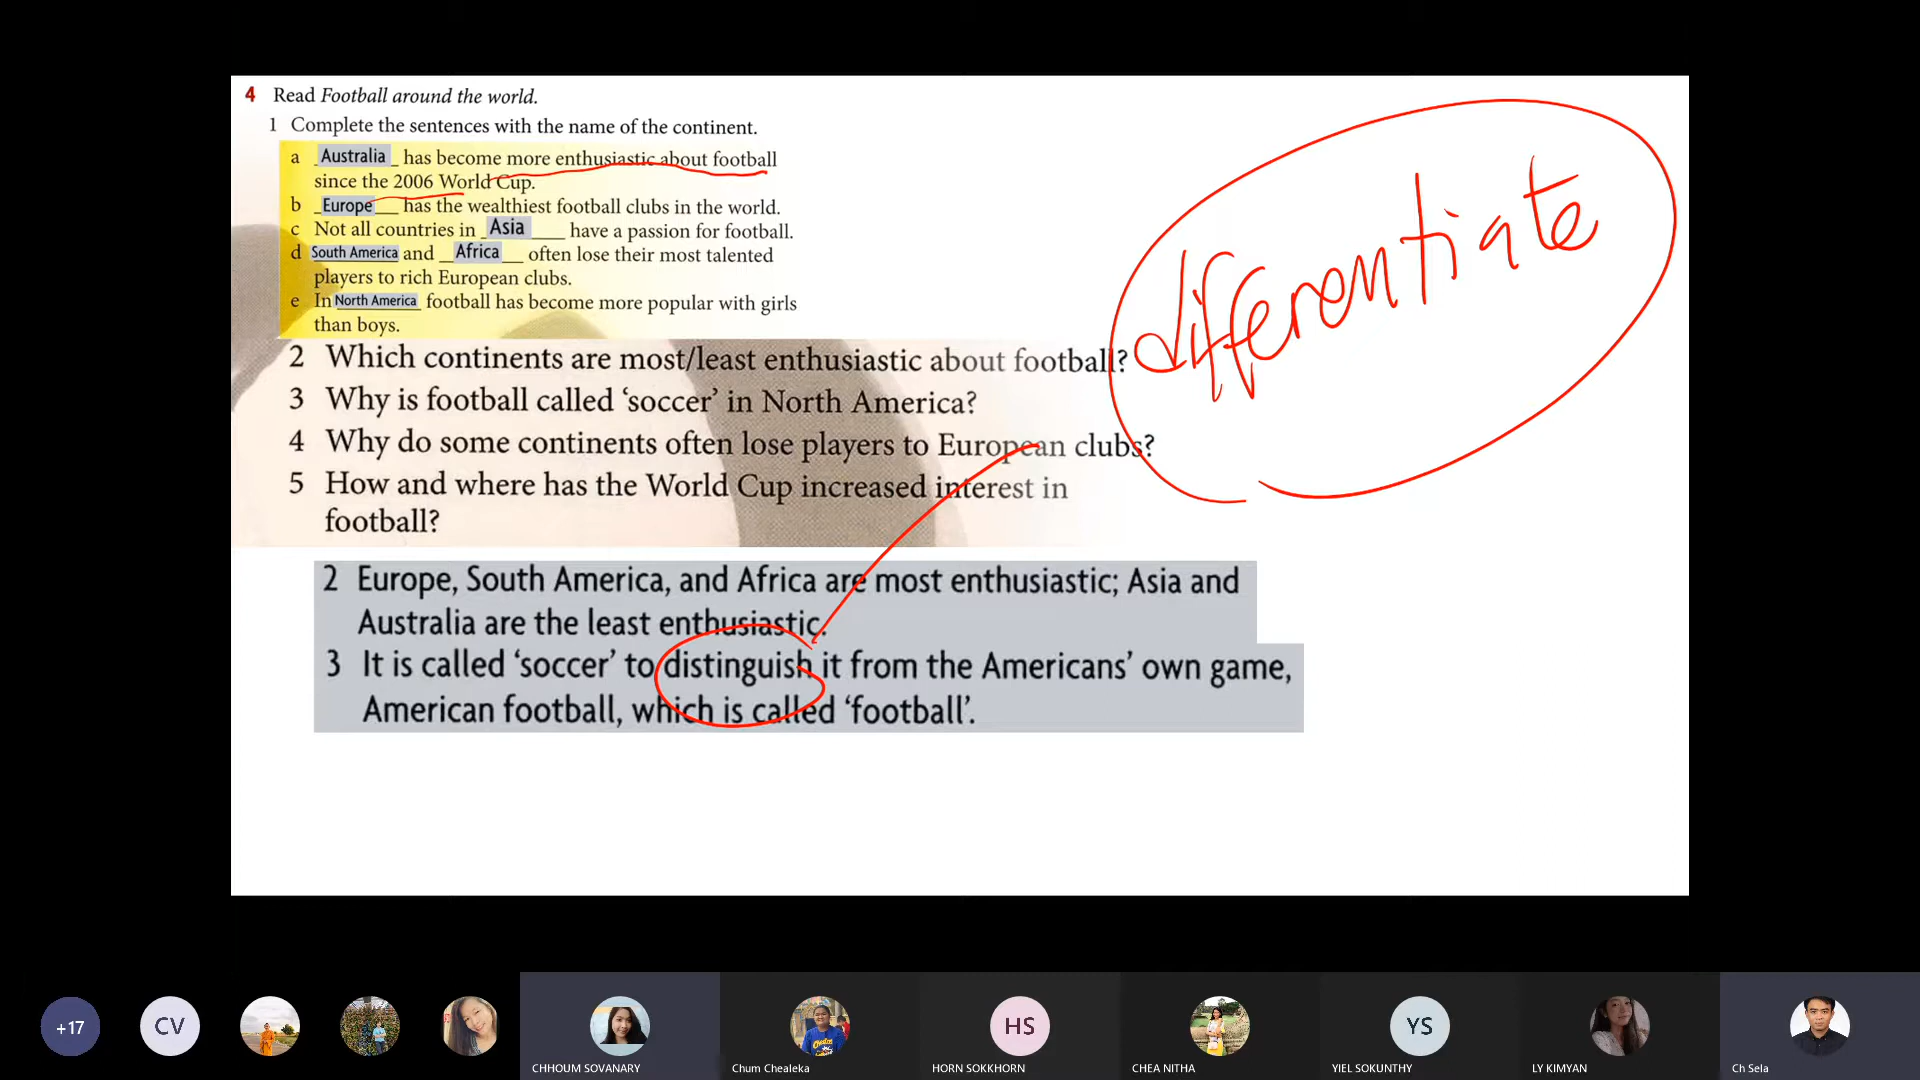 4 Read Football around the world.
1 Complete the sentences with the name of the continent.
a _Australia_ has become more enthusiastic about football
since the 2006 World Cup.
b _Europe___ has the wealthiest football clubs in the world.
c Not all countries in _Asia____ have a passion for football.
d South America and _Africa__ often lose their most talented
players to rich European clubs.
e In North America football has become more popular with girls
than boys.
2 Which continents are most/least enthusiastic about football?
3 Why is football called ‘soccer’ in North America?
4 Why do some continents often lose players to European clubs?
5 How and where has the World Cup increased interest in
football?
differentiate
2 Europe, South America, and Africa are most enthusiastic; Asia and
Australia are the least enthusiastic.
3 It is called ‘soccer’ to distinguish it from the Americans’ own game,
American football, which is called ‘football’.
+17
CV
HS
YS
CHHOUM SOVANARY
Chum Chealeka
HORN SOKKHORN
CHEA NITHA
YIEL SOKUNTHY
LY KIMYAN
Ch Sela